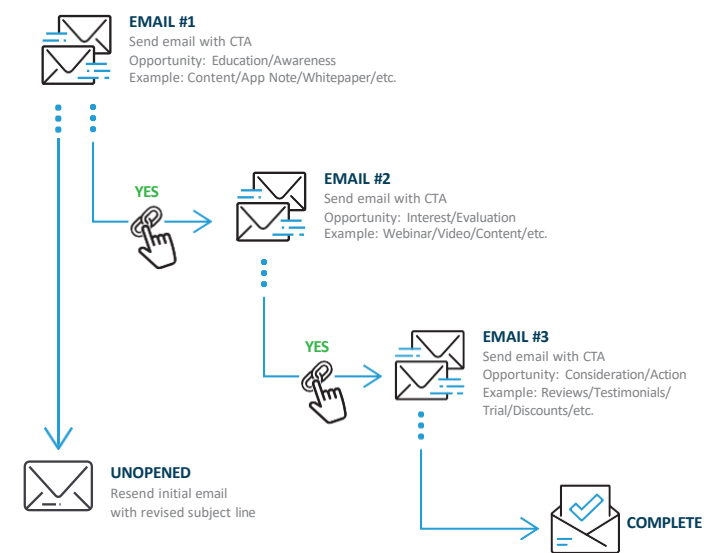 EMAIL #1
Send email with CTA
Opportunity: Education/Awareness
Example: Content/App Note/Whitepaper/etc.
YES
EMAIL #2
Send email with CTA
Opportunity: Interest/Evaluation
Example: Webinar/Video/Content/etc.
YES
EMAIL #3
Send email with CTA
Opportunity: Consideration/Action
Example: Reviews/Testimonials/
Trial/Discounts/etc.
UNOPENED
Resend initial email
with revised subject line
COMPLETE